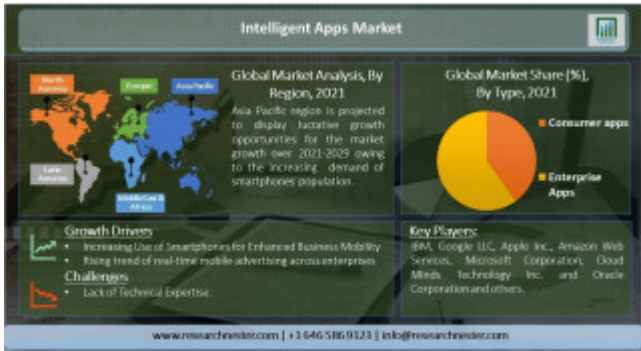 Intelligent Apps Market
North
America
Europe
Asia Pacific
Latin
America
Middle East &
Africa
Global Market Analysis, By
Region, 2021
Asia Pacific region is projected
to display lucrative growth
opportunities for the market
growth over 2021-2029 owing
to the increasing demand of
smartphones population.
Global Market Share (%),
By Type, 2021
Consumer apps
Enterprise
Apps
Growth Drivers
• Increasing Use of Smartphones for Enhanced Business Mobility
• Rising trend of real-time mobile advertising across enterprises
Challenges
• Lack of Technical Expertise.
Key Players:
IBM, Google LLC, Apple Inc., Amazon Web
Services, Microsoft Corporation, Cloud
Minds Technology Inc. and Oracle
Corporation and others.
www.researchnester.com | +1 646 586 9123 | info@researchnester.com